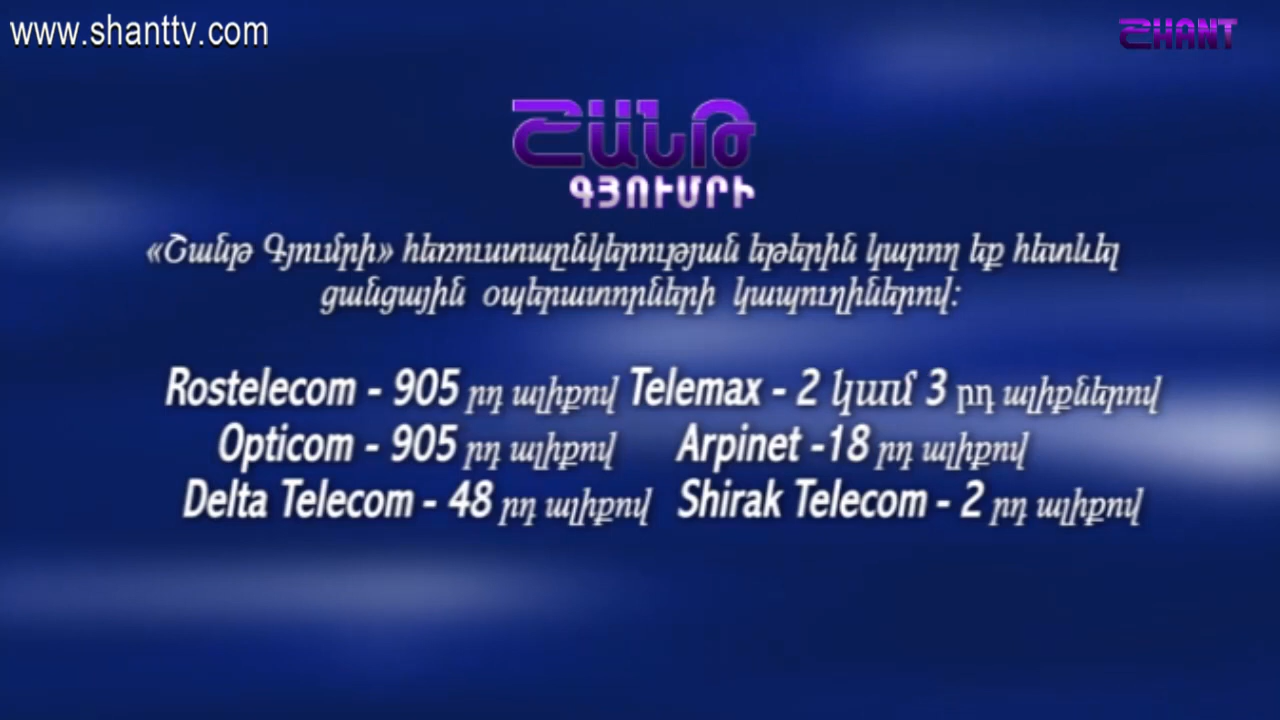 www.shanttv.com
SHANT
ՇԱՆԹ
ԳՅՈՒՄՐԻ
«Շանթ Գյումրի» հեռուստաընկերության եթերին կարող եք հետևել
ցանցային օպերատորների կապուղիներով:
Rostelecom - 905 րդ ալիքով Telemax - 2 կամ 3 րդ ալիքներով
Opticom - 905 րդ ալիքով Arpinet -18 րդ ալիքով
Delta Telecom - 48 րդ ալիքով Shirak Telecom - 2 րդ ալիքով